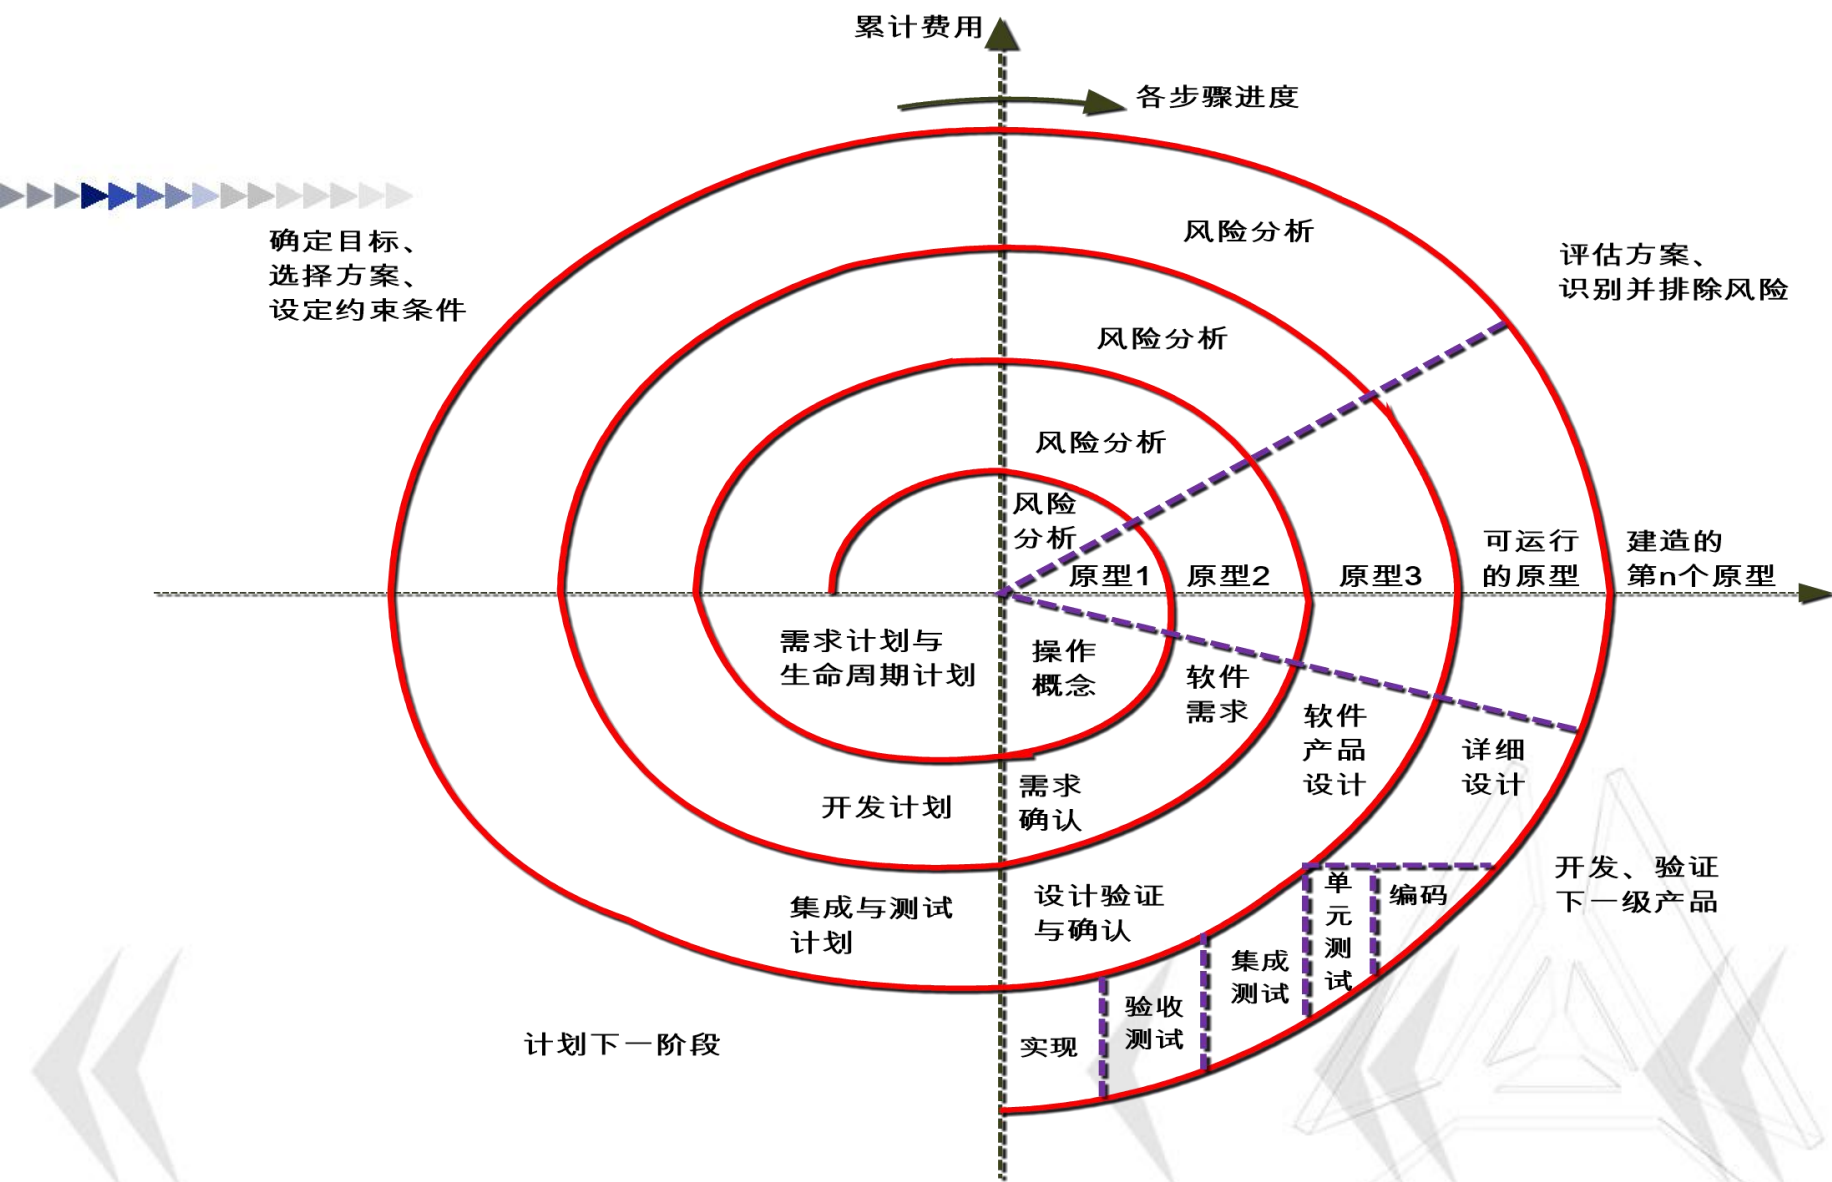 累计费用
各步骤进度
确定目标、
选择方案、
设定约束条件
风险分析
评估方案、
识别并排除风险
风险分析
风险分析
风险
分析
原型1
原型2
原型3
可运行
的原型
建造的
第n个原型
需求计划与
生命周期计划
操作
概念
软件
需求
软件
产品
设计
详细
设计
开发计划
需求
确认
集成与测试
计划
设计验证
与确认
单
元
测
试
编码
开发、验证
下一级产品
集成
测试
验收
测试
实现
计划下一阶段